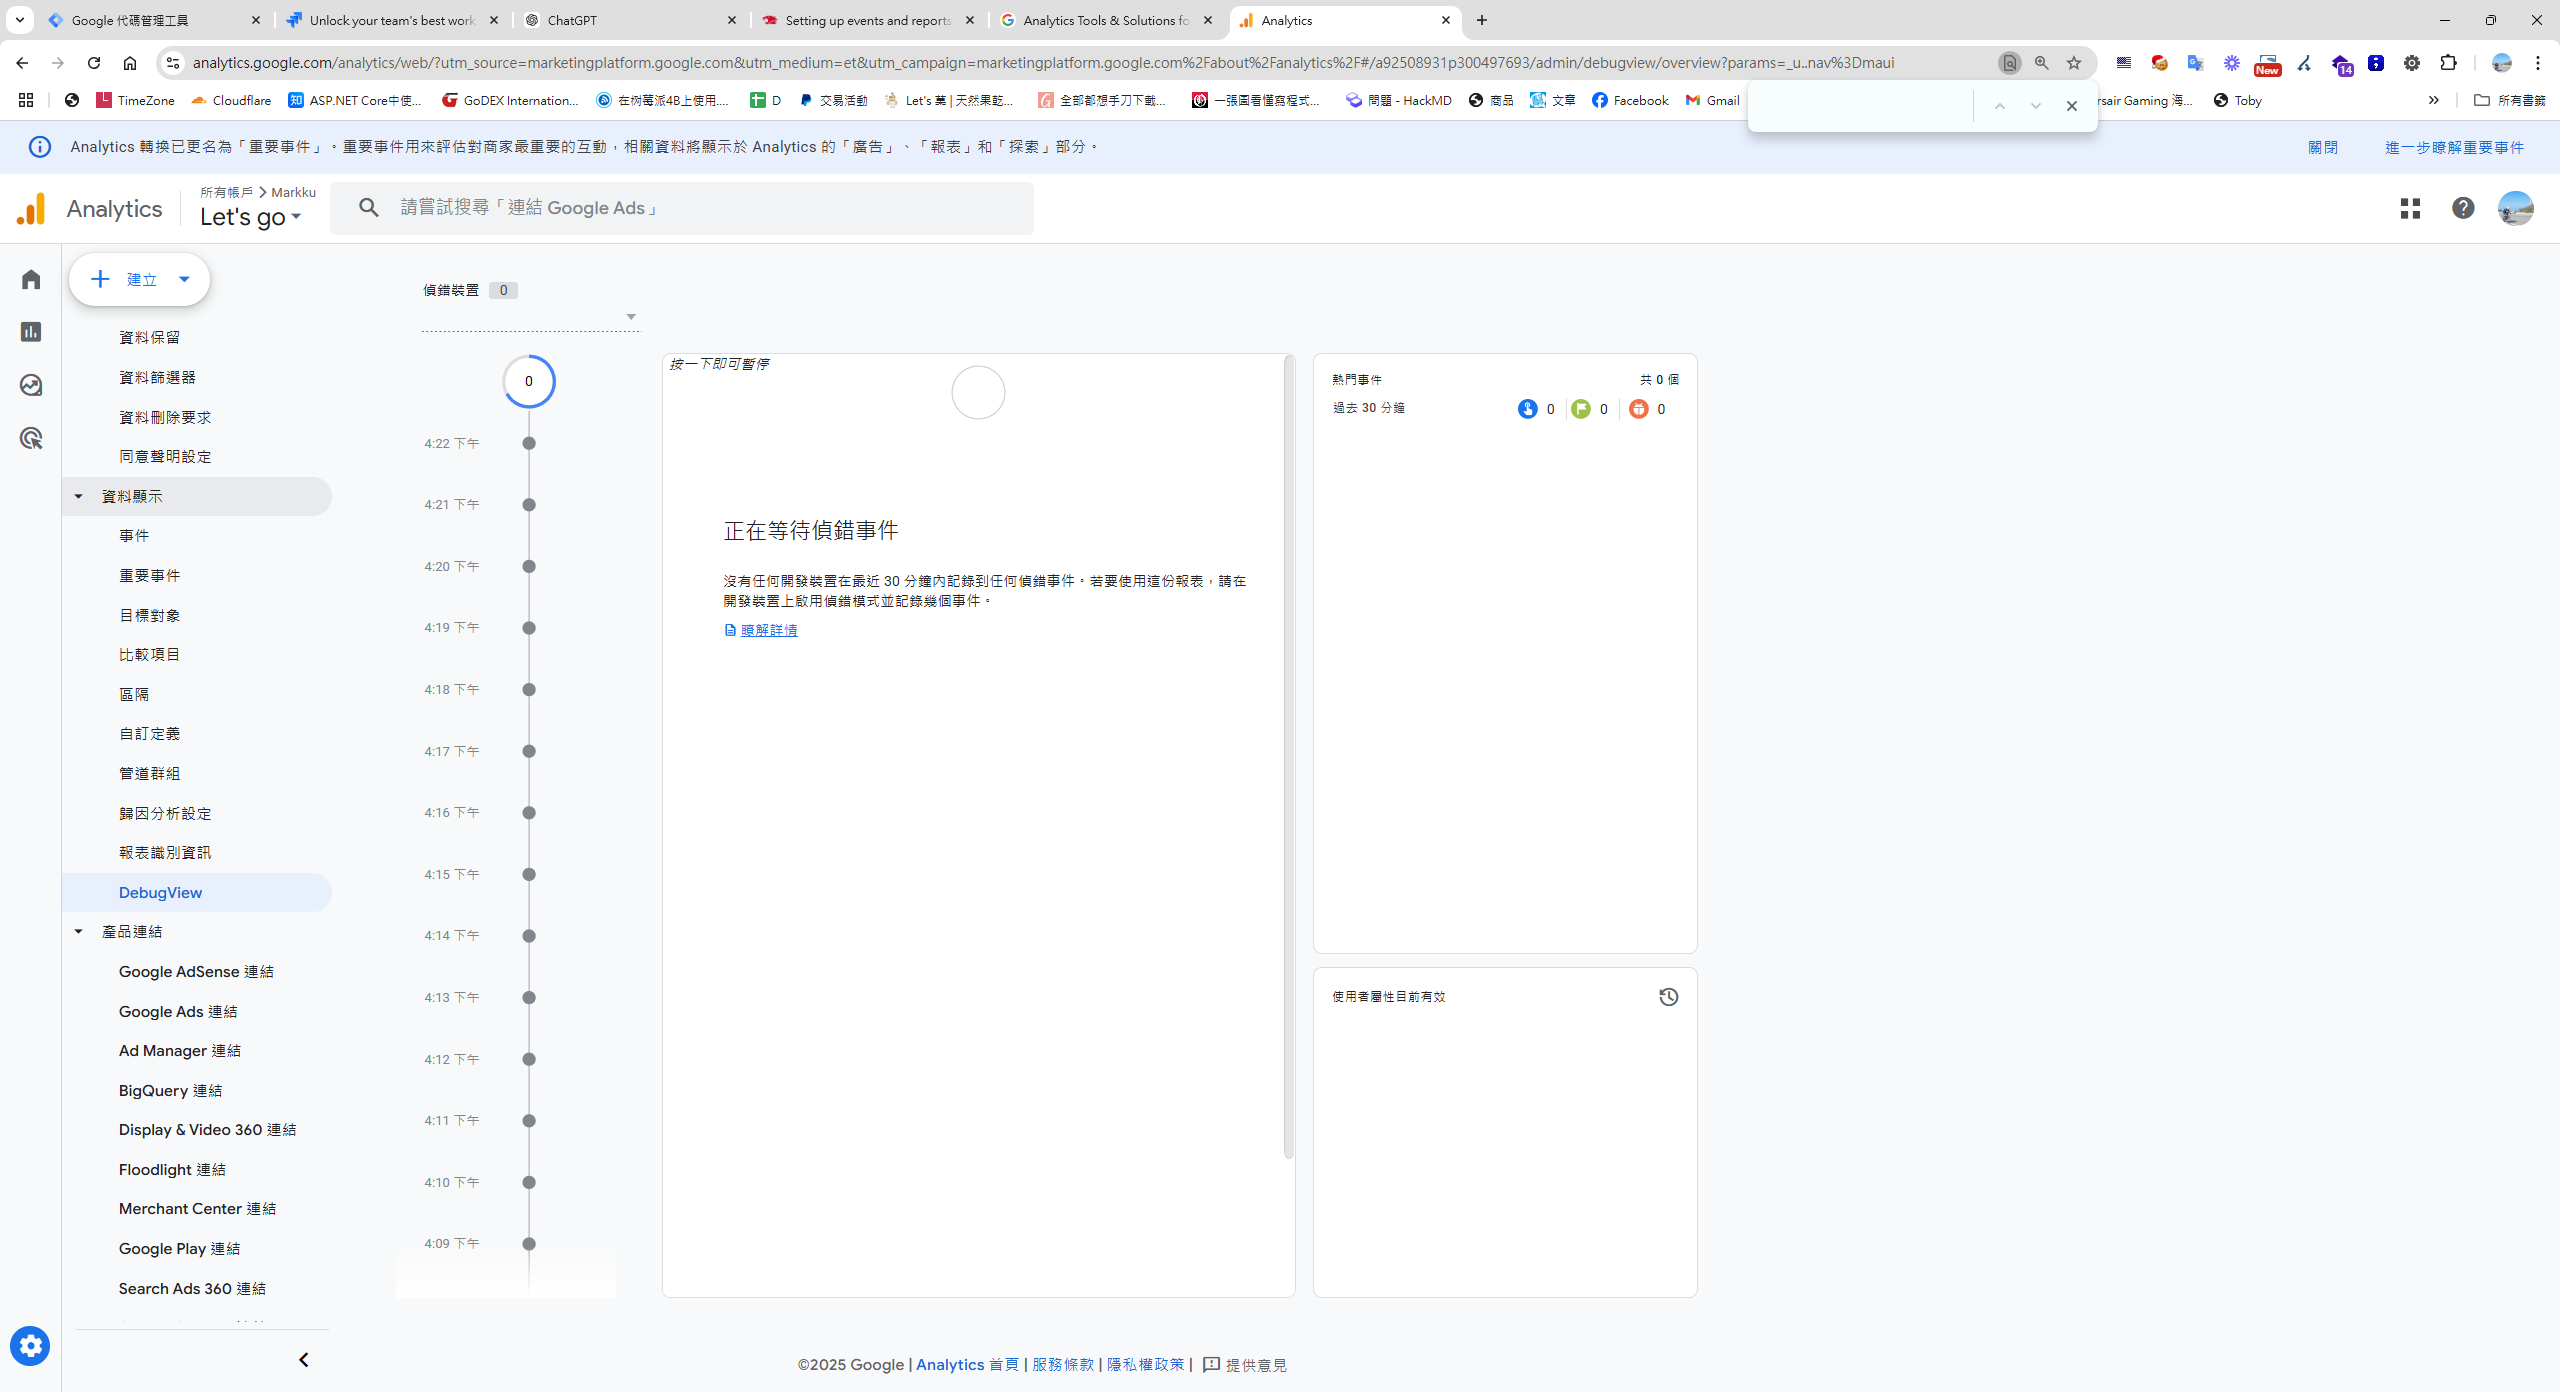 Google 代碼管理工具
Unlock your team's best work
ChatGPT
Setting up events and reports
Analytics Tools & Solutions fo
Analytics
analytics.google.com/analytics/web/?utm_source=marketingplatform.google.com&utm_medium=et&utm_campaign=marketingplatform.google.com%2Fabout%2Fanalytics%2F#/a92508931p300497693/admin/debugview/overview?params=_u..nav%3Dmaui
New
14
TimeZone
Cloudflare
知 ASP.NET Core中使...
GoDEX Internation...
在树莓派4B上使用....
D
交易活動
Let's 菓 | 天然果乾...
全部都想手刀下載...
一張圖看懂寫程式...
問題 - HackMD
商品
文章
Facebook
Gmail
rsair Gaming 海...
Toby
所有書籤
Analytics 轉換已更名為「重要事件」。重要事件用來評估對商家最重要的互動，相關資料將顯示於 Analytics 的「廣告」、「報表」和「探索」部分。
關閉
進一步瞭解重要事件
Analytics
所有帳戶 > Markku
Let's go
請嘗試搜尋「連結 Google Ads」
建立
資料保留
資料篩選器
資料刪除要求
同意聲明設定
資料顯示
事件
重要事件
目標對象
比較項目
區隔
自訂定義
管道群組
歸因分析設定
報表識別資訊
DebugView
產品連結
Google AdSense 連結
Google Ads 連結
Ad Manager 連結
BigQuery 連結
Display & Video 360 連結
Floodlight 連結
Merchant Center 連結
Google Play 連結
Search Ads 360 連結
偵錯裝置 0
0
4:22 下午
4:21 下午
4:20 下午
4:19 下午
4:18 下午
4:17 下午
4:16 下午
4:15 下午
4:14 下午
4:13 下午
4:12 下午
4:11 下午
4:10 下午
4:09 下午
按一下即可暫停
正在等待偵錯事件
沒有任何開發裝置在最近 30 分鐘內記錄到任何偵錯事件。若要使用這份報表，請在
開發裝置上啟用偵錯模式並記錄幾個事件。
瞭解詳情
熱門事件
共 0 個
過去 30 分鐘
0
0
0
使用者屬性目前有效
©2025 Google | Analytics 首頁 | 服務條款 | 隱私權政策 | 提供意見